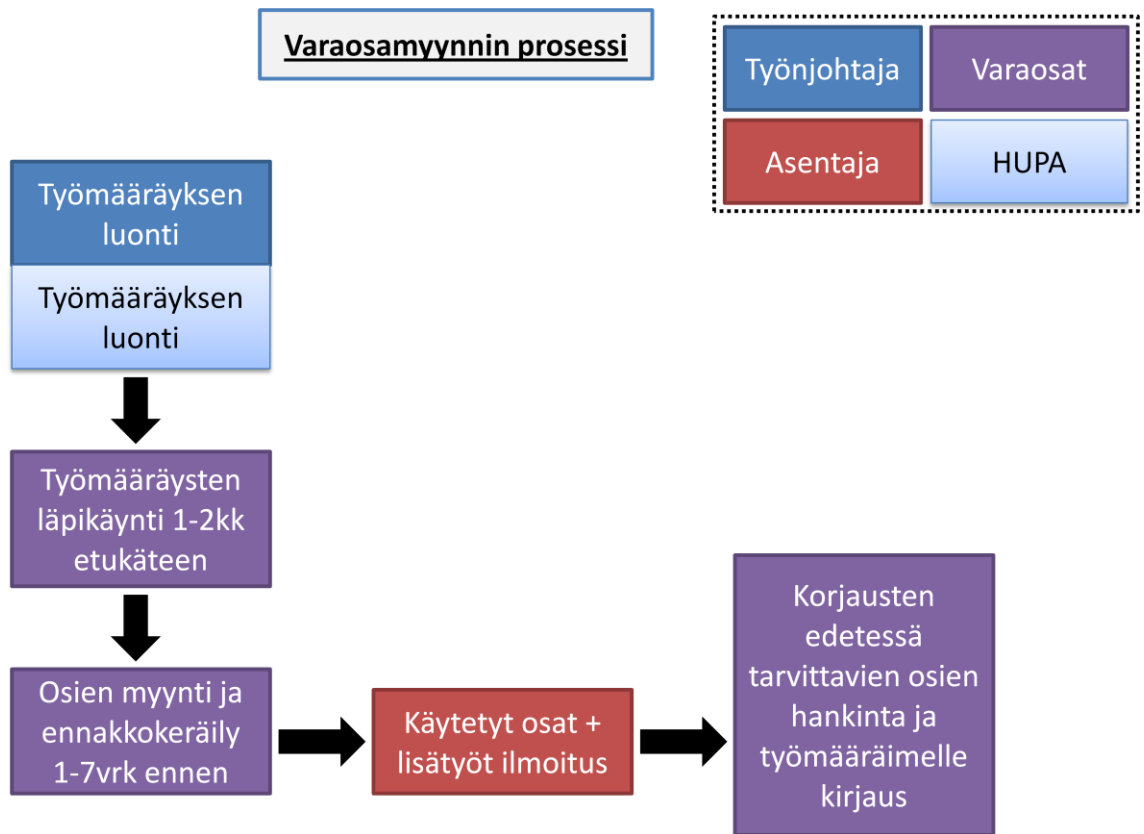 Varaosamyynnin prosessi
Työnjohtaja
Varaosat
Asentaja
HUPA
Työmääräyksen
luonti
Työmääräyksen
luonti
Työmääräysten
läpikäynti 1-2kk
etukäteen
Osien myynti ja
ennakkokeräily
1-7vrk ennen
Käytetyt osat +
lisätyöt ilmoitus
Korjausten
edetessä
tarvittavien osien
hankinta ja
työmääräimelle
kirjaus